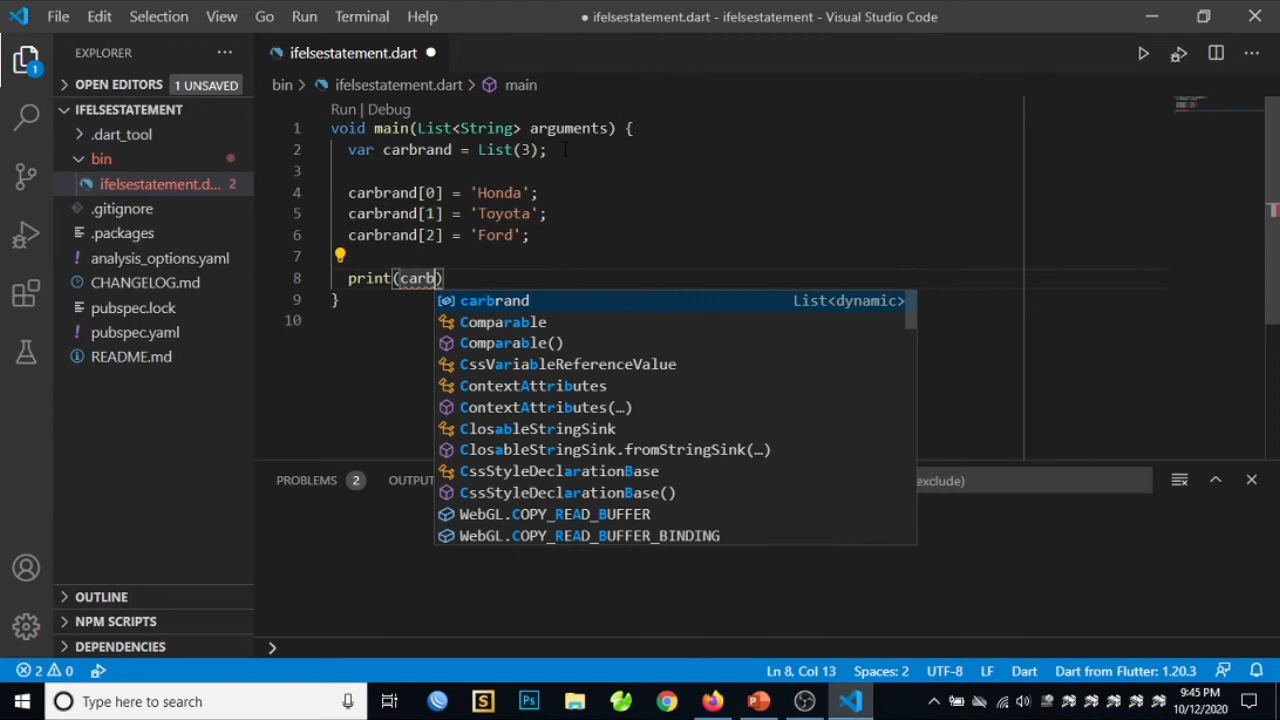 File Edit Selection View Go Run Terminal Help
● ifelsestatement.dart - ifelsestatement - Visual Studio Code
EXPLORER
OPEN EDITORS 1 UNSAVED
IFELSESTATEMENT
.dart_tool
bin
ifelsestatement.d... 2
.gitignore
.packages
analysis_options.yaml
CHANGELOG.md
pubspec.lock
pubspec.yaml
README.md
OUTLINE
NPM SCRIPTS
DEPENDENCIES
1
ifelsestatement.dart ●
bin > ifelsestatement.dart > main
Run | Debug
1 void main(List<String> arguments) {
2 var carbrand = List(3);
3
4 carbrand[0] = 'Honda';
5 carbrand[1] = 'Toyota';
6 carbrand[2] = 'Ford';
7
8 print(carb)
9 }
10
carbrand List<dynamic>
Comparable
Comparable()
CssVariableReferenceValue
ContextAttributes
ContextAttributes(…)
ClosableStringSink
ClosableStringSink.fromStringSink(…)
CssStyleDeclarationBase
CssStyleDeclarationBase()
WebGL.COPY_READ_BUFFER
WebGL.COPY_READ_BUFFER_BINDING
PROBLEMS 2 OUTPU exclude)
2 0 Ln 8, Col 13 Spaces: 2 UTF-8 LF Dart Dart from Flutter: 1.20.3
Type here to search
9:45 PM
10/12/2020